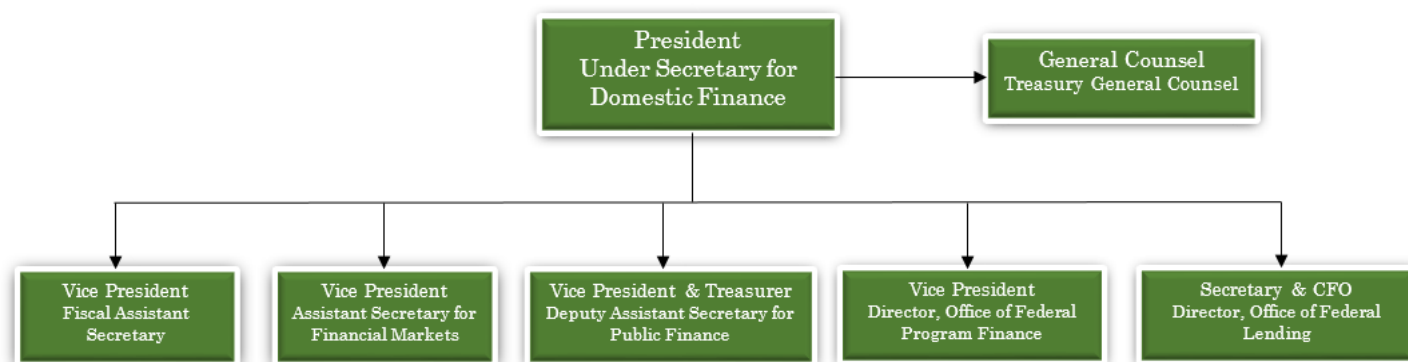 President
Under Secretary for
Domestic Finance
General Counsel
Treasury General Counsel
Vice President
Fiscal Assistant
Secretary
Vice President
Assistant Secretary for
Financial Markets
Vice President & Treasurer
Deputy Assistant Secretary for
Public Finance
Vice President
Director, Office of Federal
Program Finance
Secretary & CFO
Director, Office of Federal
Lending